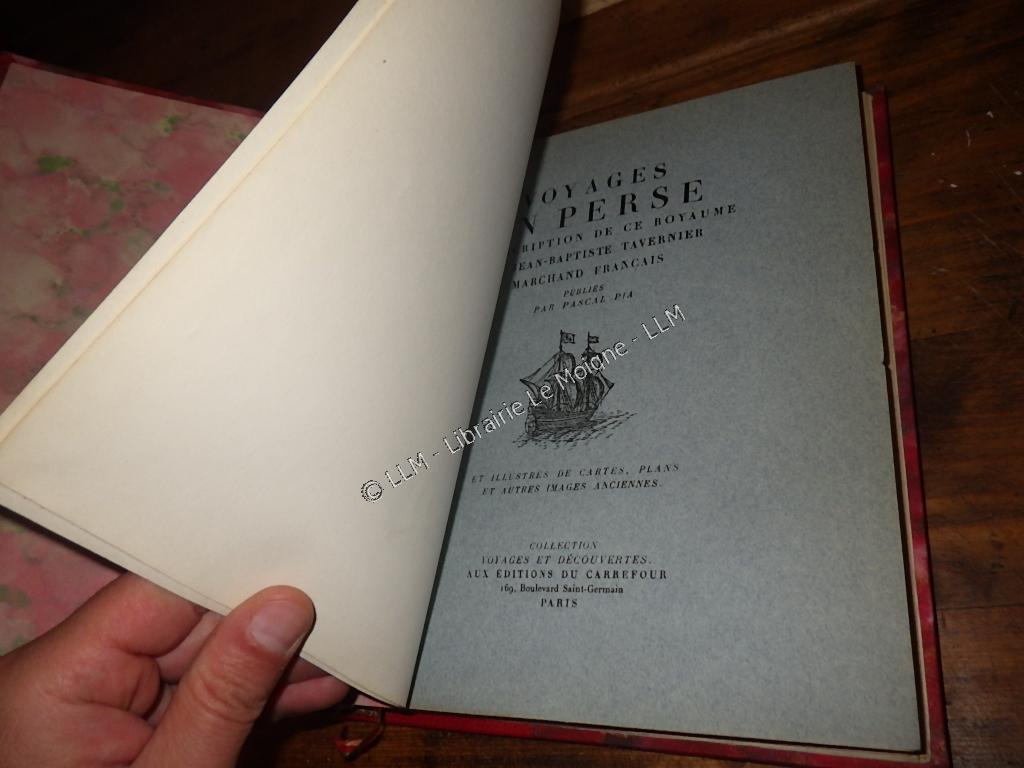 VOYAGES
N PERSE
RIPTION DE CE ROYAUME
JEAN-BAPTISTE TAVERNIER
MARCHAND FRANCAIS
PUBLIÉS
PAR PASCAL PIA
© LLM - Librairie Le Moigne - LLM
ET ILLUSTRÉS DE CARTES, PLANS
ET AUTRES IMAGES ANCIENNES.
COLLECTION
VOYAGES ET DÉCOUVERTES.
AUX ÉDITIONS DU CARREFOUR
169, Boulevard Saint-Germain
PARIS